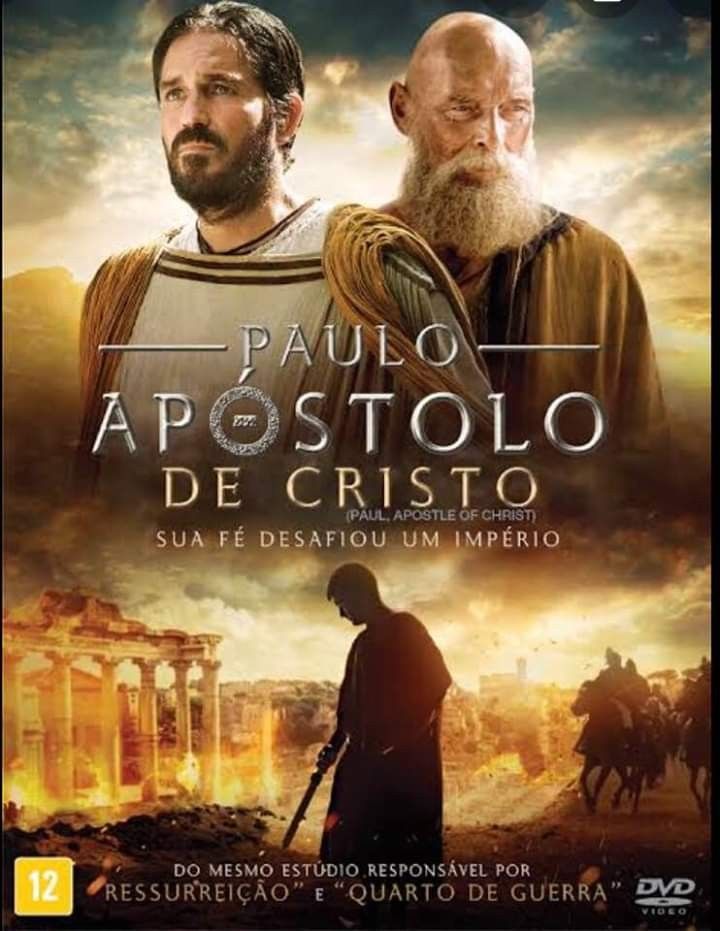 PAULO
APÓSTOLO
DE CRISTO
(PAUL, APOSTLE OF CHRIST)
SUA FÉ DESAFIOU UM IMPÉRIO
12
DO MESMO ESTÚDIO RESPONSÁVEL POR
"RESSURREIÇÃO" E "QUARTO DE GUERRA"
DVD
VIDEO